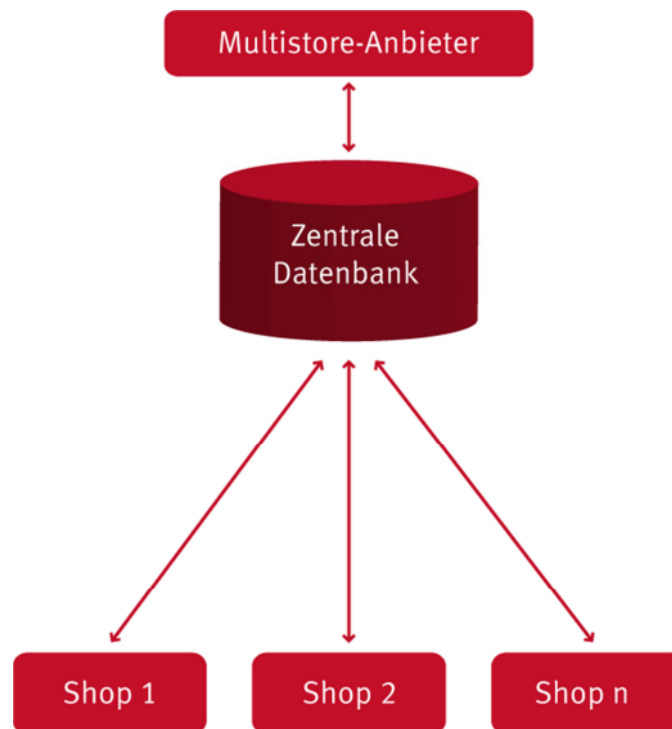 Multistore-Anbieter
Zentrale
Datenbank
Shop 1
Shop 2
Shop n